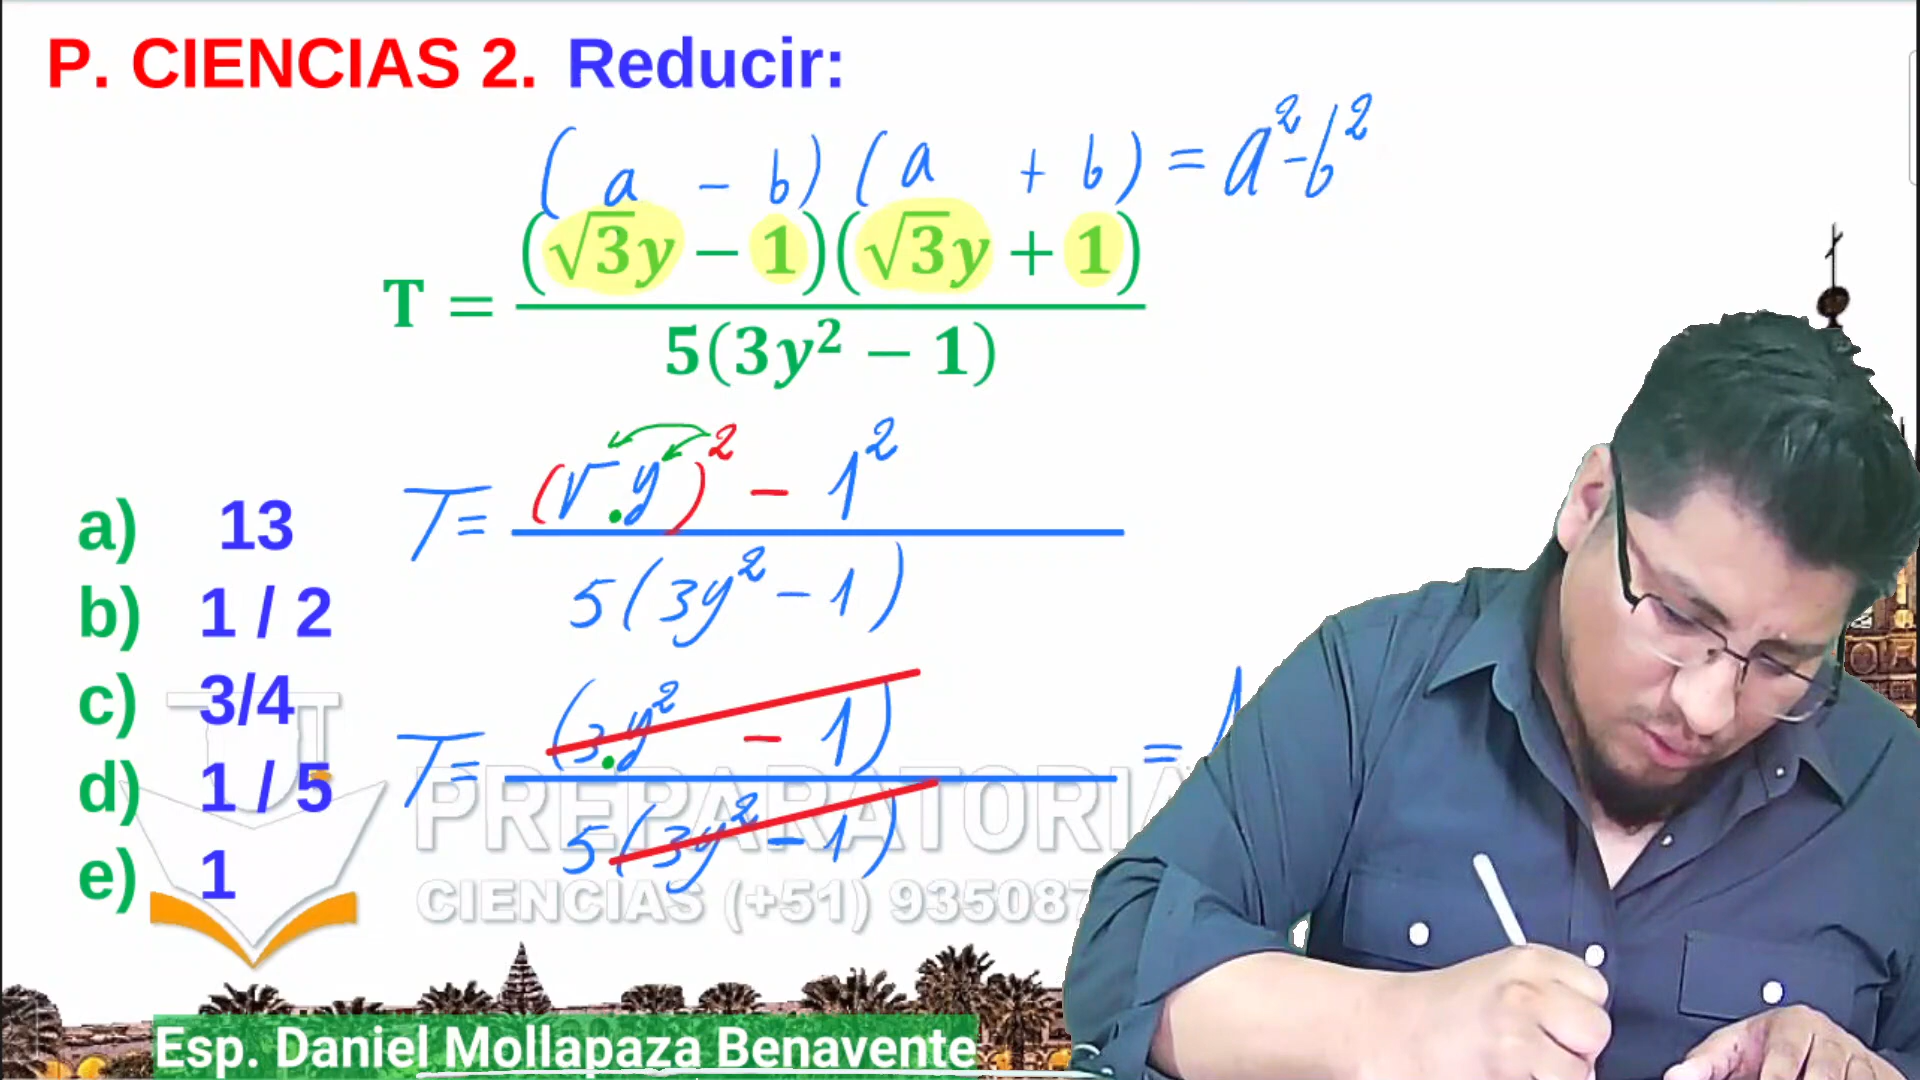 P. CIENCIAS 2. Reducir:
(a - b)(a + b) = a²-b²
T = (√3y − 1)(√3y + 1) / 5(3y² − 1)
T = (√ .y)² - 1² / 5(3y² - 1)
a) 13
b) 1 / 2
c) 3/4
d) 1 / 5
e) 1
T = (3.y² - 1) / 5(3y² - 1) = 1
PREPARATORIA
CIENCIAS (+51) 935087
Esp. Daniel Mollapaza Benavente